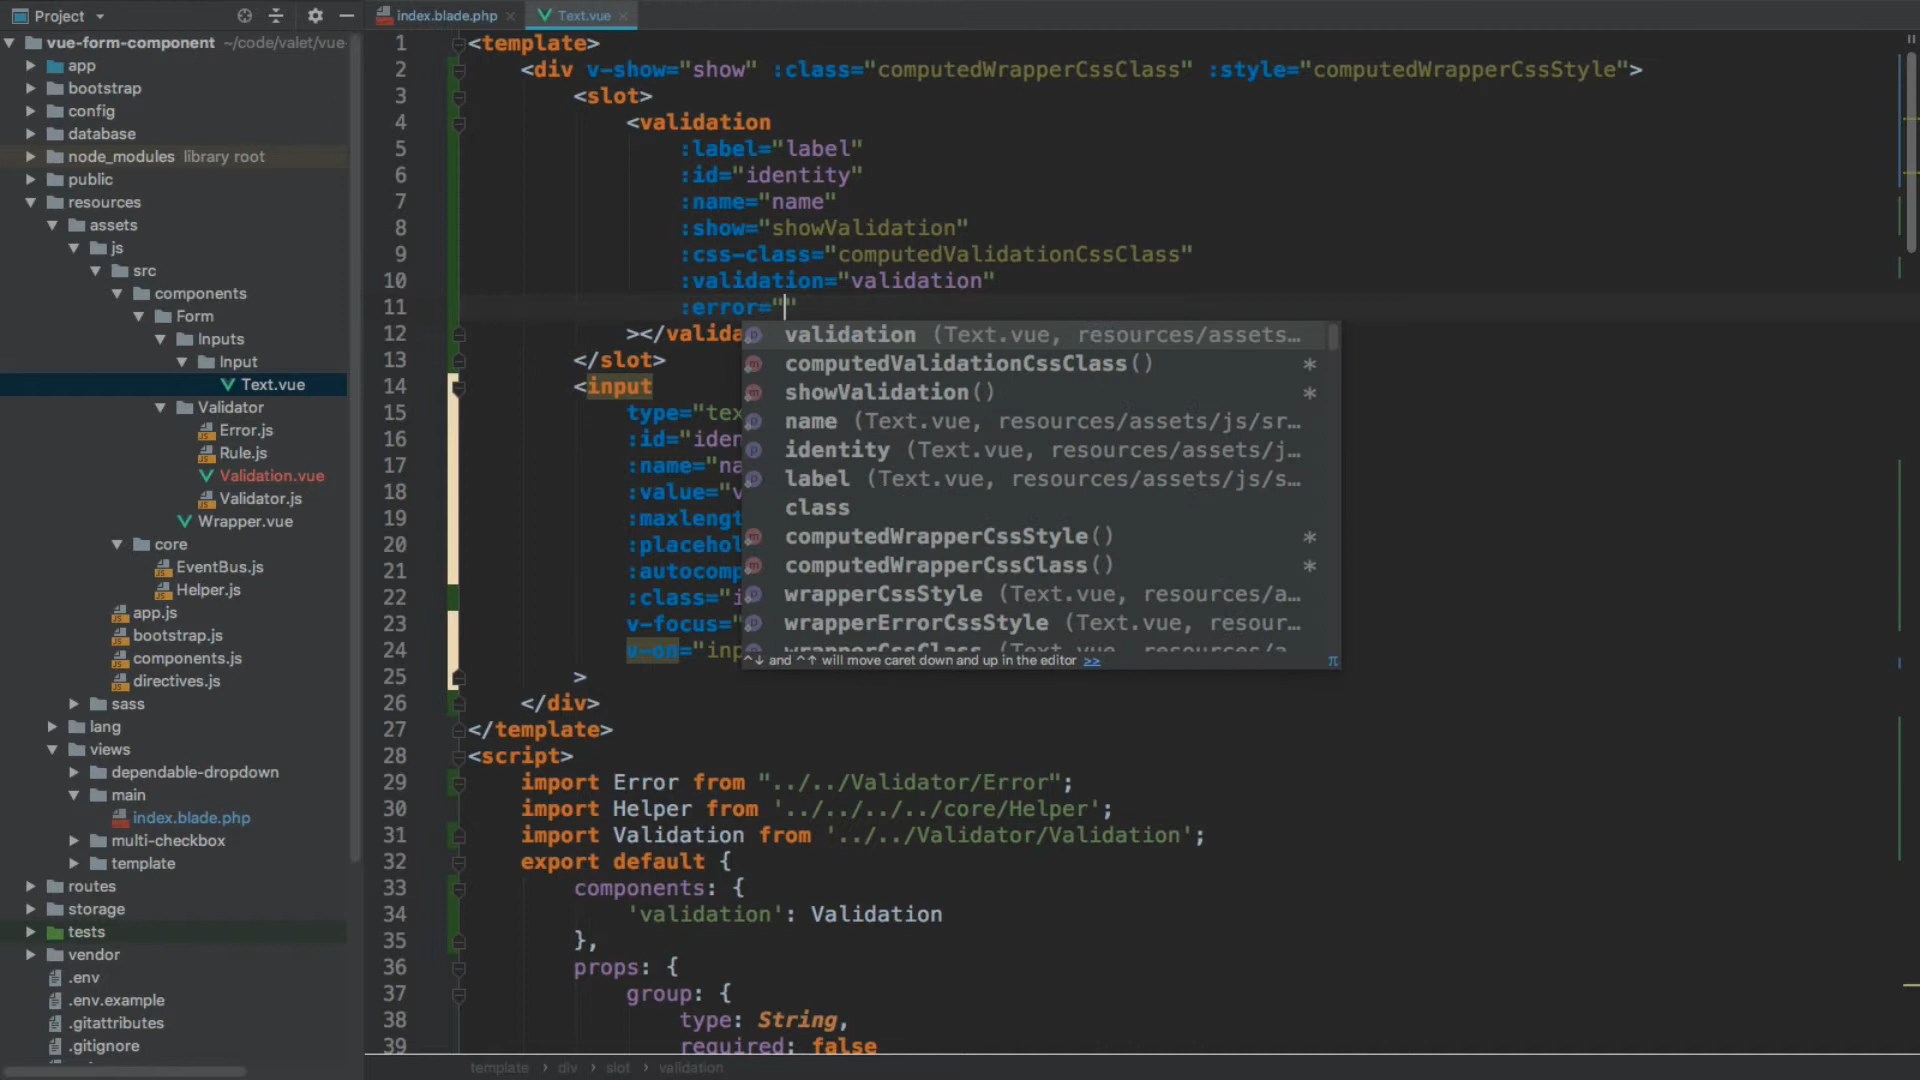 Project
vue-form-component ~/code/valet/vue-
app
bootstrap
config
database
node_modules library root
public
resources
assets
js
src
components
Form
Inputs
Input
Text.vue
Validator
Error.js
Rule.js
Validation.vue
Validator.js
Wrapper.vue
core
EventBus.js
Helper.js
app.js
bootstrap.js
components.js
directives.js
sass
lang
views
dependable-dropdown
main
index.blade.php
multi-checkbox
template
routes
storage
tests
vendor
.env
.env.example
.gitattributes
.gitignore
index.blade.php
Text.vue
1 <template>
2 <div v-show="show" :class="computedWrapperCssClass" :style="computedWrapperCssStyle">
3 <slot>
4 <validation
5 :label="label"
6 :id="identity"
7 :name="name"
8 :show="showValidation"
9 :css-class="computedValidationCssClass"
10 :validation="validation"
11 :error=""
12 ></valida
13 </slot>
14 <input
15 type="tex
16 :id="iden
17 :name="na
18 :value="v
19 :maxlengt
20 :placehol
21 :autocomp
22 :class="i
23 v-focus="
24 v-on="inp
25 >
26 </div>
27 </template>
28 <script>
29 import Error from "../../Validator/Error";
30 import Helper from '../../../../core/Helper';
31 import Validation from '../../Validator/Validation';
32 export default {
33 components: {
34 'validation': Validation
35 },
36 props: {
37 group: {
38 type: String,
39 required: false
validation (Text.vue, resources/assets...
computedValidationCssClass() *
showValidation() *
name (Text.vue, resources/assets/js/sr...
identity (Text.vue, resources/assets/j...
label (Text.vue, resources/assets/js/s...
class
computedWrapperCssStyle() *
computedWrapperCssClass() *
wrapperCssStyle (Text.vue, resources/a...
wrapperErrorCssStyle (Text.vue, resour...
wrapperCssClass (Text.vue, resources/a...
^↓ and ^↑ will move caret down and up in the editor >> π
template › div › slot › validation